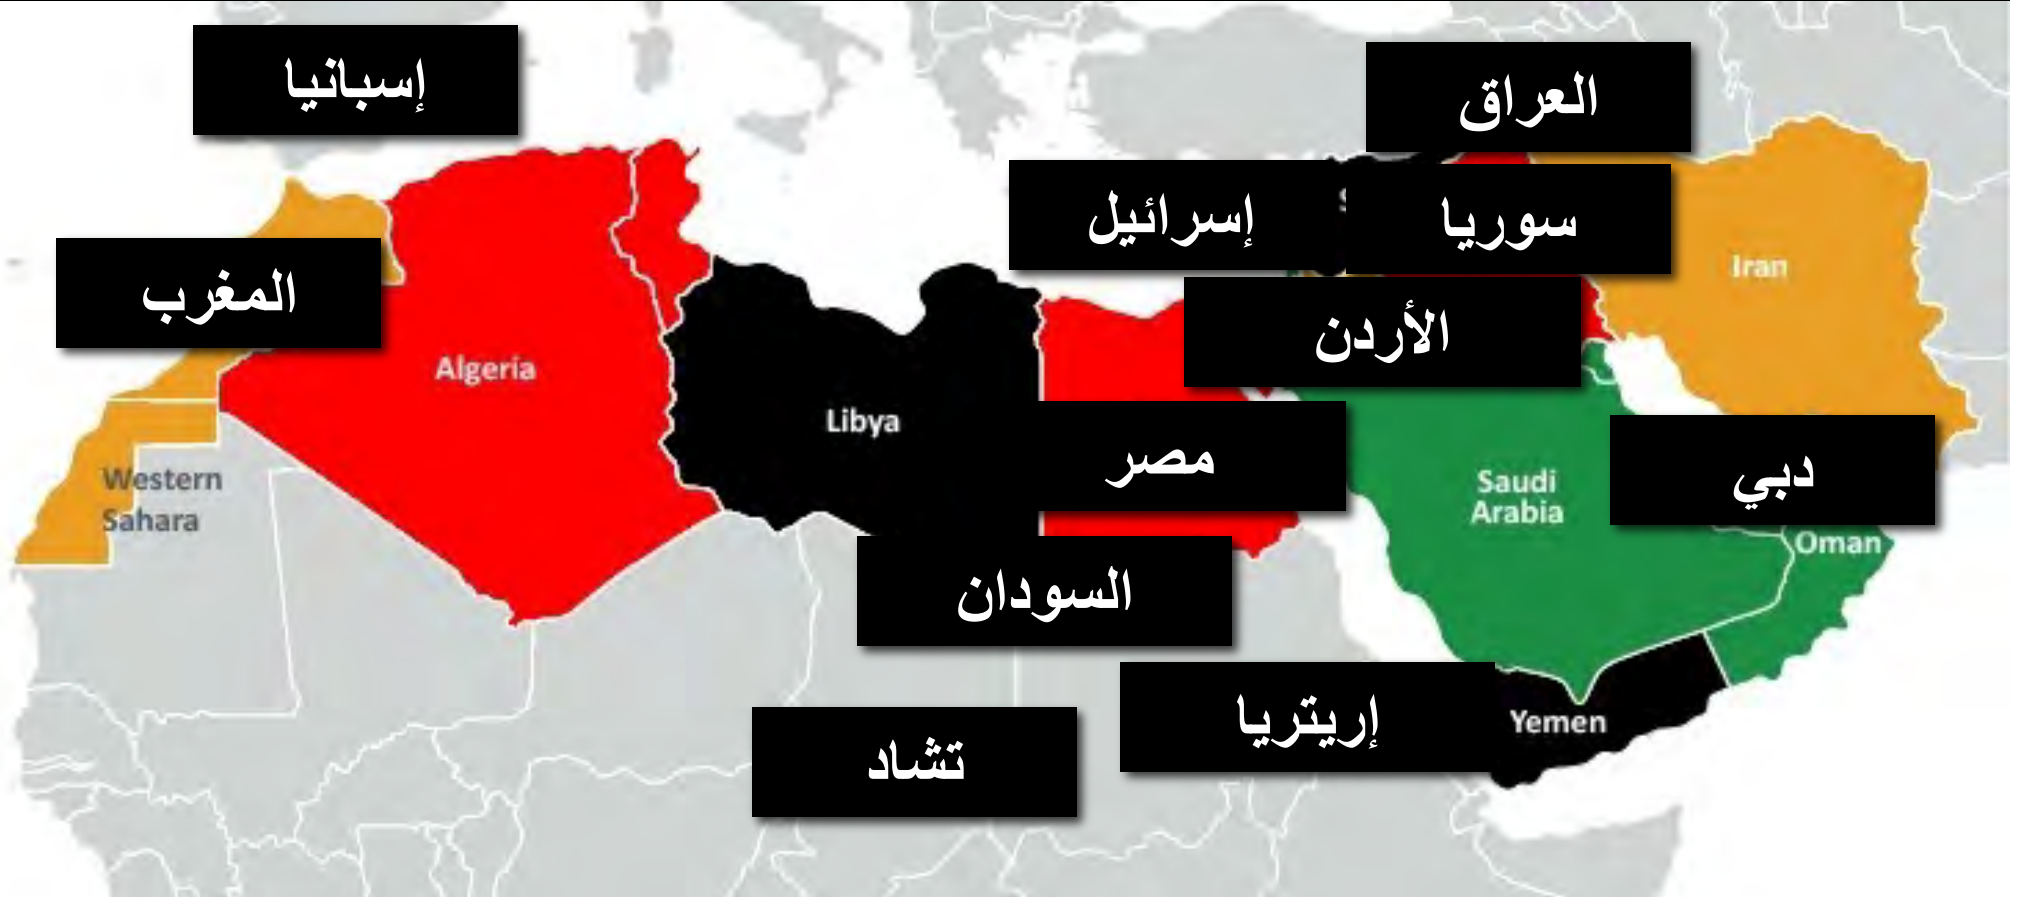 إسبانيا
العراق
إسرائيل
سوريا
Iran
المغرب
الأردن
Algeria
Libya
مصر
دبي
Western
Sahara
Saudi
Arabia
Oman
السودان
إريتريا
Yemen
تشاد